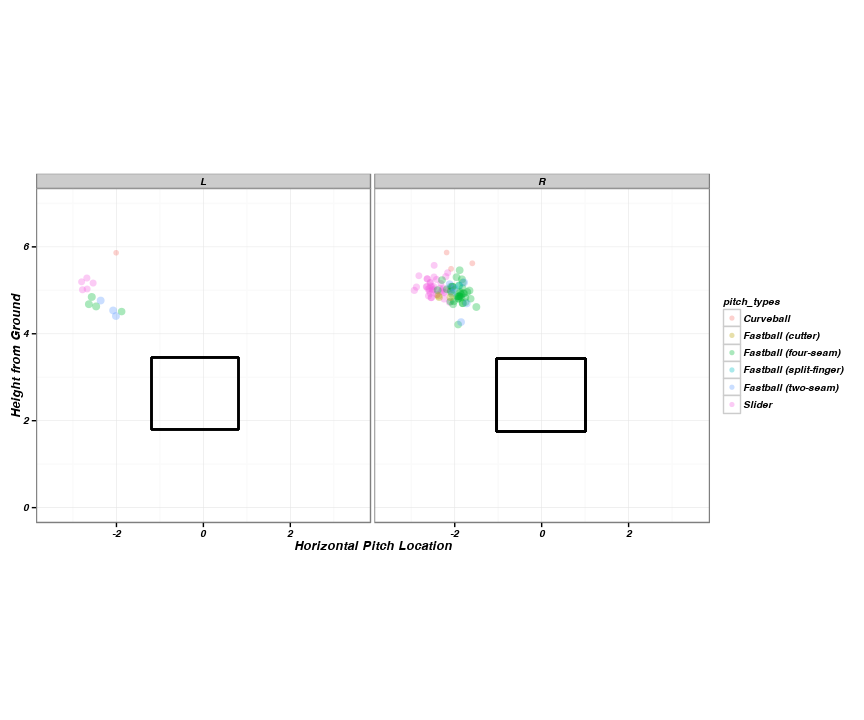 L
R
6
4
2
0
-2
0
2
-2
0
2
Height from Ground
Horizontal Pitch Location
pitch_types
Curveball
Fastball (cutter)
Fastball (four-seam)
Fastball (split-finger)
Fastball (two-seam)
Slider